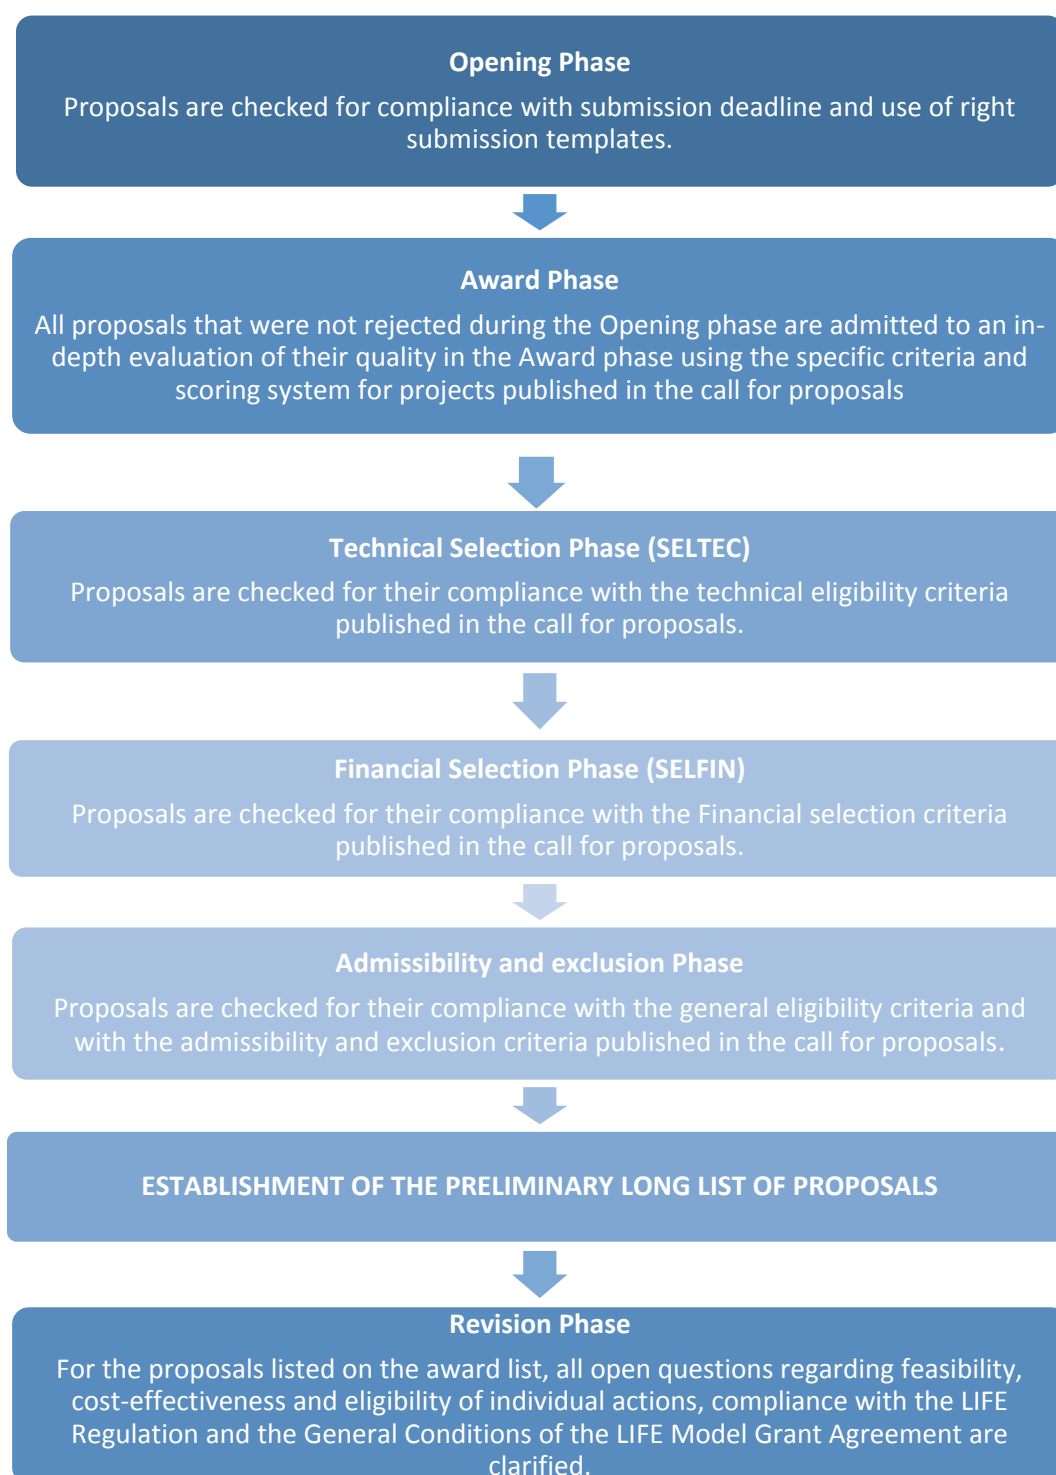 Opening Phase
Proposals are checked for compliance with submission deadline and use of right
submission templates.
Award Phase
All proposals that were not rejected during the Opening phase are admitted to an in-
depth evaluation of their quality in the Award phase using the specific criteria and
scoring system for projects published in the call for proposals
Technical Selection Phase (SELTEC)
Proposals are checked for their compliance with the technical eligibility criteria
published in the call for proposals.
Financial Selection Phase (SELFIN)
Proposals are checked for their compliance with the Financial selection criteria
published in the call for proposals.
Admissibility and exclusion Phase
Proposals are checked for their compliance with the general eligibility criteria and
with the admissibility and exclusion criteria published in the call for proposals.
ESTABLISHMENT OF THE PRELIMINARY LONG LIST OF PROPOSALS
Revision Phase
For the proposals listed on the award list, all open questions regarding feasibility,
cost-effectiveness and eligibility of individual actions, compliance with the LIFE
Regulation and the General Conditions of the LIFE Model Grant Agreement are
clarified.